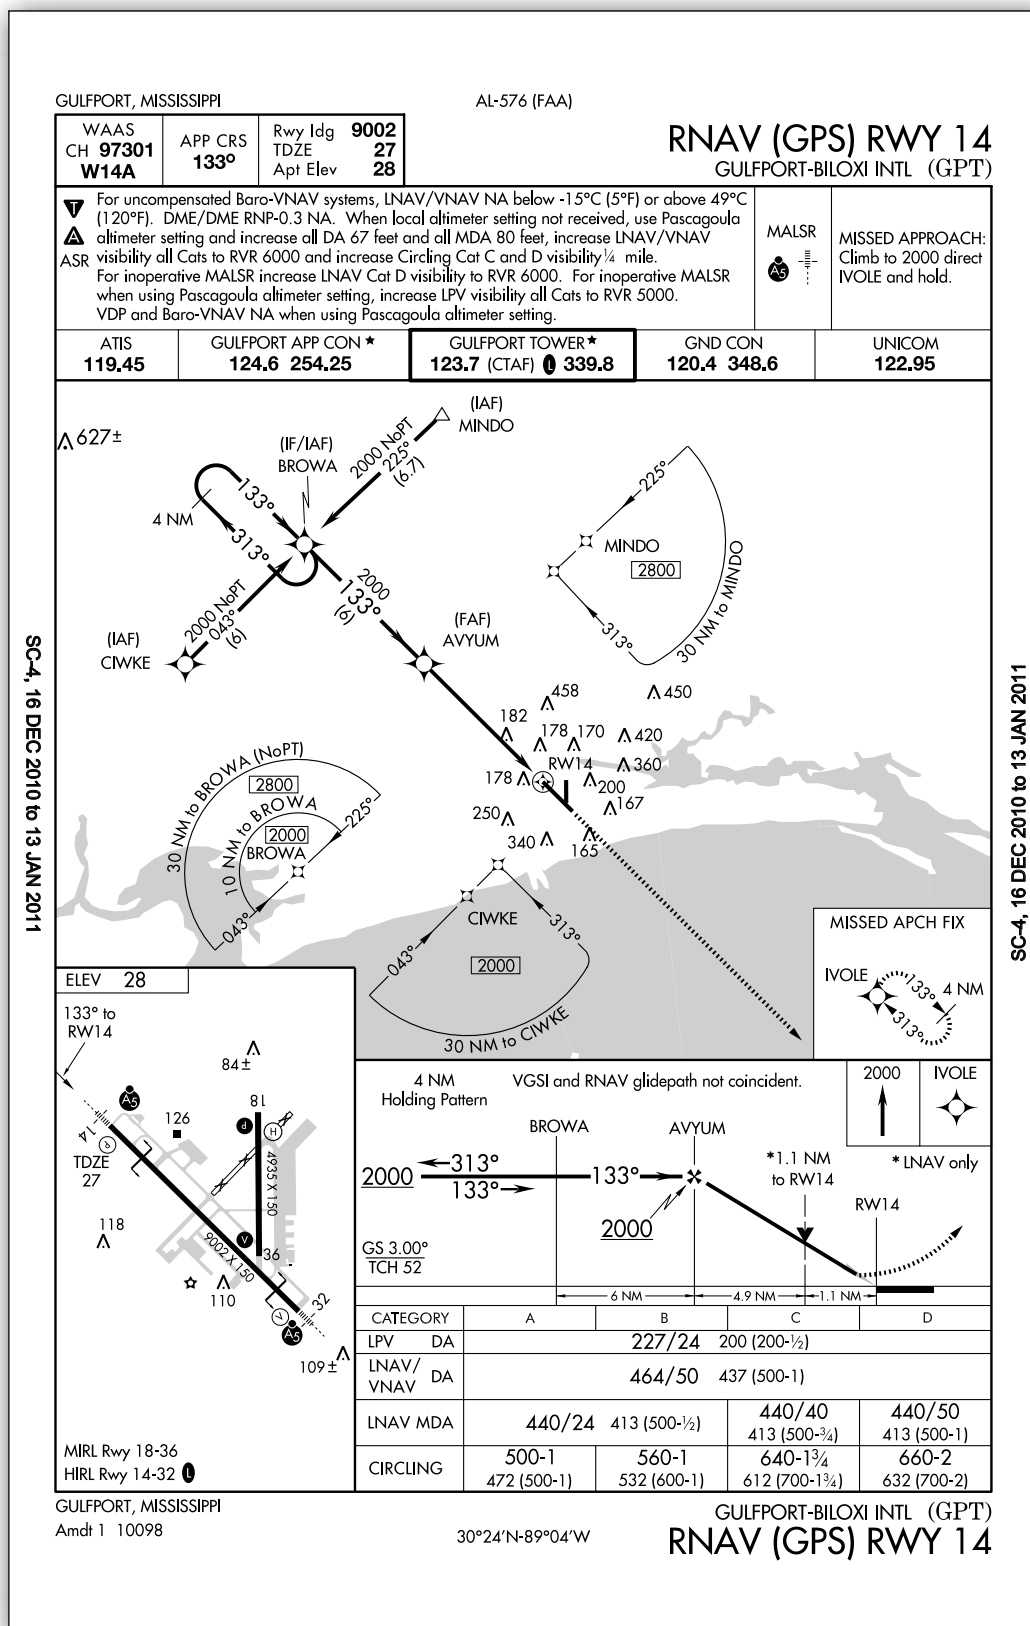 GULFPORT, MISSISSIPPI
AL-576 (FAA)
WAAS
CH 97301
W14A
APP CRS
133°
Rwy ldg 9002
TDZE 27
Apt Elev 28
RNAV (GPS) RWY 14
GULFPORT-BILOXI INTL (GPT)
T
A
ASR
For uncompensated Baro-VNAV systems, LNAV/VNAV NA below -15°C (5°F) or above 49°C
(120°F). DME/DME RNP-0.3 NA. When local altimeter setting not received, use Pascagoula
altimeter setting and increase all DA 67 feet and all MDA 80 feet, increase LNAV/VNAV
visibility all Cats to RVR 6000 and increase Circling Cat C and D visibility ¼ mile.
For inoperative MALSR increase LNAV Cat D visibility to RVR 6000. For inoperative MALSR
when using Pascagoula altimeter setting, increase LPV visibility all Cats to RVR 5000.
VDP and Baro-VNAV NA when using Pascagoula altimeter setting.
MALSR
A5
MISSED APPROACH:
Climb to 2000 direct
IVOLE and hold.
ATIS
119.45
GULFPORT APP CON ★
124.6 254.25
GULFPORT TOWER ★
123.7 (CTAF) L 339.8
GND CON
120.4 348.6
UNICOM
122.95
627±
(IAF)
MINDO
(IF/IAF)
BROWA
2000 NoPT
225°
(6.7)
133°
4 NM
313°
2000 NoPT
043°
(6)
(IAF)
CIWKE
2000
133°
(6)
(FAF)
AVYUM
225°
MINDO
2800
313°
30 NM to MINDO
458
450
182
178
170
420
RW14
360
178
200
167
250
340
165
30 NM to BROWA (NoPT)
2800
10 NM to BROWA
2000
BROWA
225°
043°
CIWKE
043°
313°
2000
30 NM to CIWKE
MISSED APCH FIX
IVOLE
133°
4 NM
313°
SC-4, 16 DEC 2010 to 13 JAN 2011
SC-4, 16 DEC 2010 to 13 JAN 2011
ELEV 28
133° to
RW14
84±
A5
18
126
P
H
14
P
TDZE
27
4935 X 150
118
V
36
9002 X 150
110
32
V
A5
109±
MIRL Rwy 18-36
HIRL Rwy 14-32 L
4 NM
Holding Pattern
VGSI and RNAV glidepath not coincident.
2000
IVOLE
BROWA
AVYUM
*1.1 NM
to RW14
*LNAV only
2000
313°
133°
133°
2000
RW14
GS 3.00°
TCH 52
6 NM
4.9 NM
1.1 NM
CATEGORY A B C D
LPV DA 227/24 200 (200-½)
LNAV/
VNAV DA 464/50 437 (500-1)
LNAV MDA 440/24 413 (500-½) 440/40 413 (500-¾) 440/50 413 (500-1)
CIRCLING 500-1 560-1 640-1¾ 660-2
472 (500-1) 532 (600-1) 612 (700-1¾) 632 (700-2)
GULFPORT, MISSISSIPPI
Amdt 1 10098
30°24'N-89°04'W
GULFPORT-BILOXI INTL (GPT)
RNAV (GPS) RWY 14